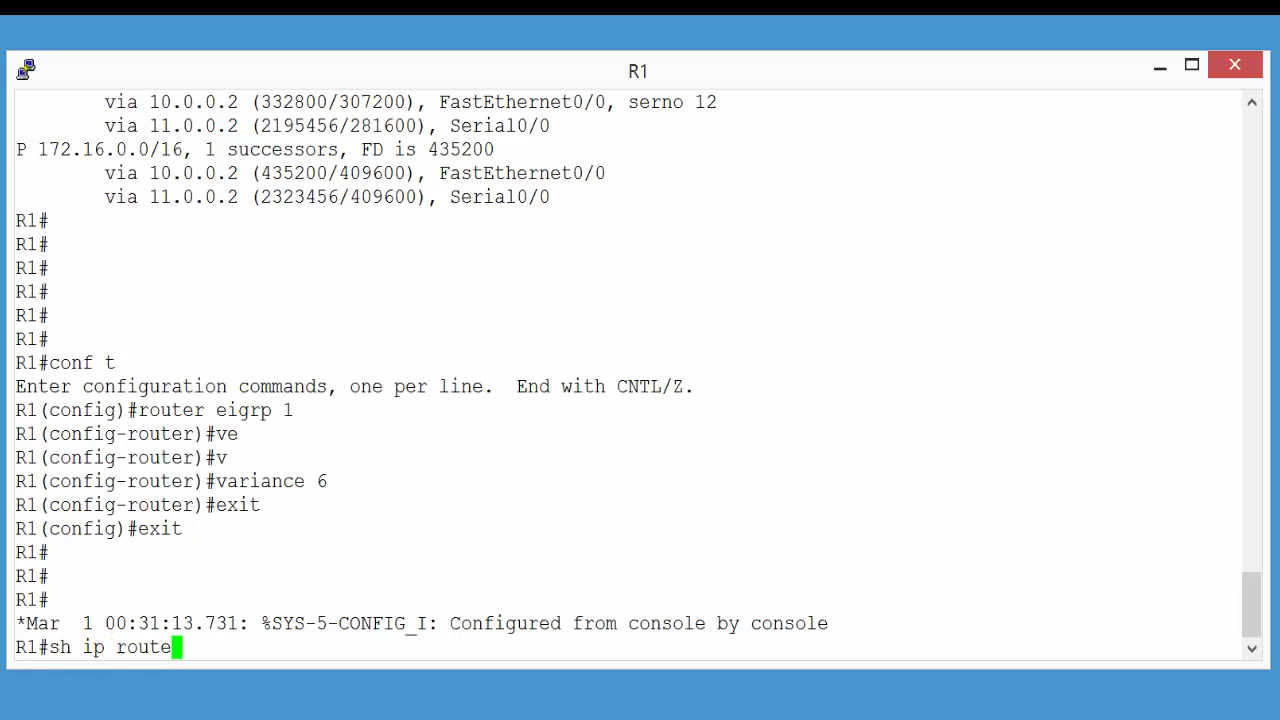 R1
via 10.0.0.2 (332800/307200), FastEthernet0/0, serno 12
via 11.0.0.2 (2195456/281600), Serial0/0
P 172.16.0.0/16, 1 successors, FD is 435200
via 10.0.0.2 (435200/409600), FastEthernet0/0
via 11.0.0.2 (2323456/409600), Serial0/0
R1#
R1#
R1#
R1#
R1#
R1#
R1#conf t
Enter configuration commands, one per line.  End with CNTL/Z.
R1(config)#router eigrp 1
R1(config-router)#ve
R1(config-router)#v
R1(config-router)#variance 6
R1(config-router)#exit
R1(config)#exit
R1#
R1#
R1#
*Mar  1 00:31:13.731: %SYS-5-CONFIG_I: Configured from console by console
R1#sh ip route